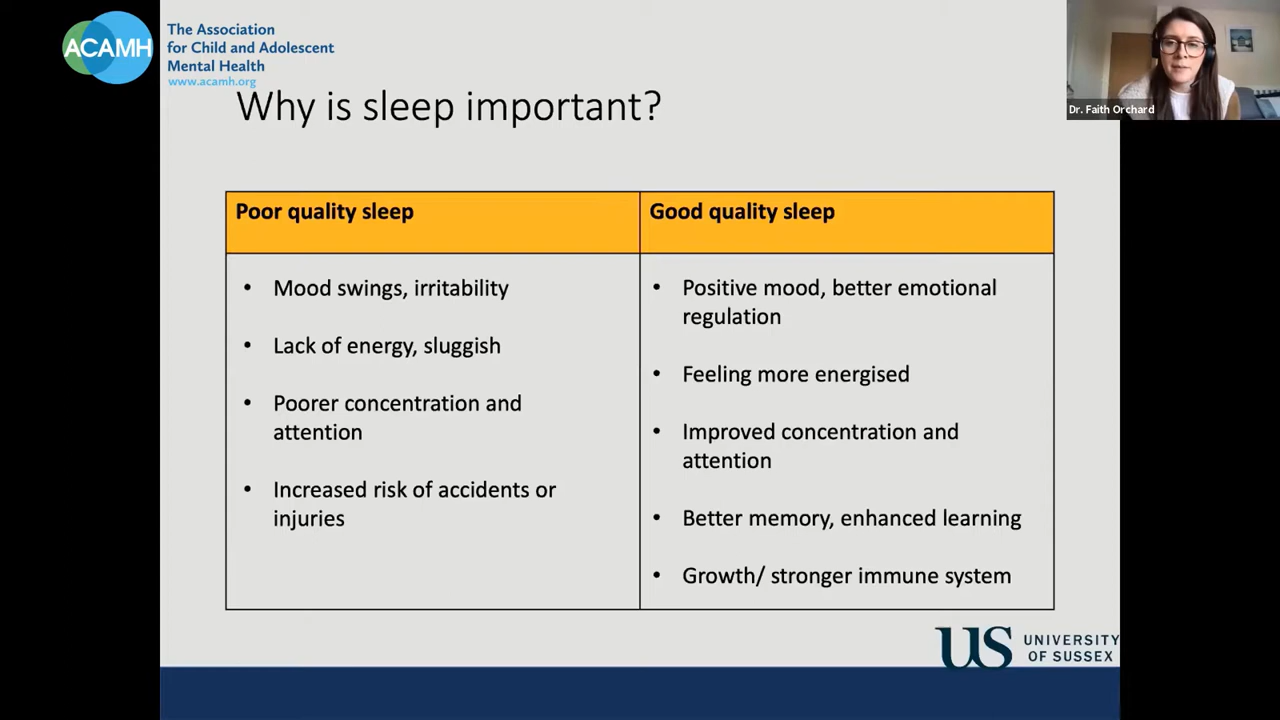 ACAMH
The Association
for Child and Adolescent
Mental Health
www.acamh.org
Dr. Faith Orchard
Why is sleep important?
Poor quality sleep
• Mood swings, irritability
• Lack of energy, sluggish
• Poorer concentration and
attention
• Increased risk of accidents or
injuries
Good quality sleep
• Positive mood, better emotional
regulation
• Feeling more energised
• Improved concentration and
attention
• Better memory, enhanced learning
• Growth/ stronger immune system
US UNIVERSITY
OF SUSSEX